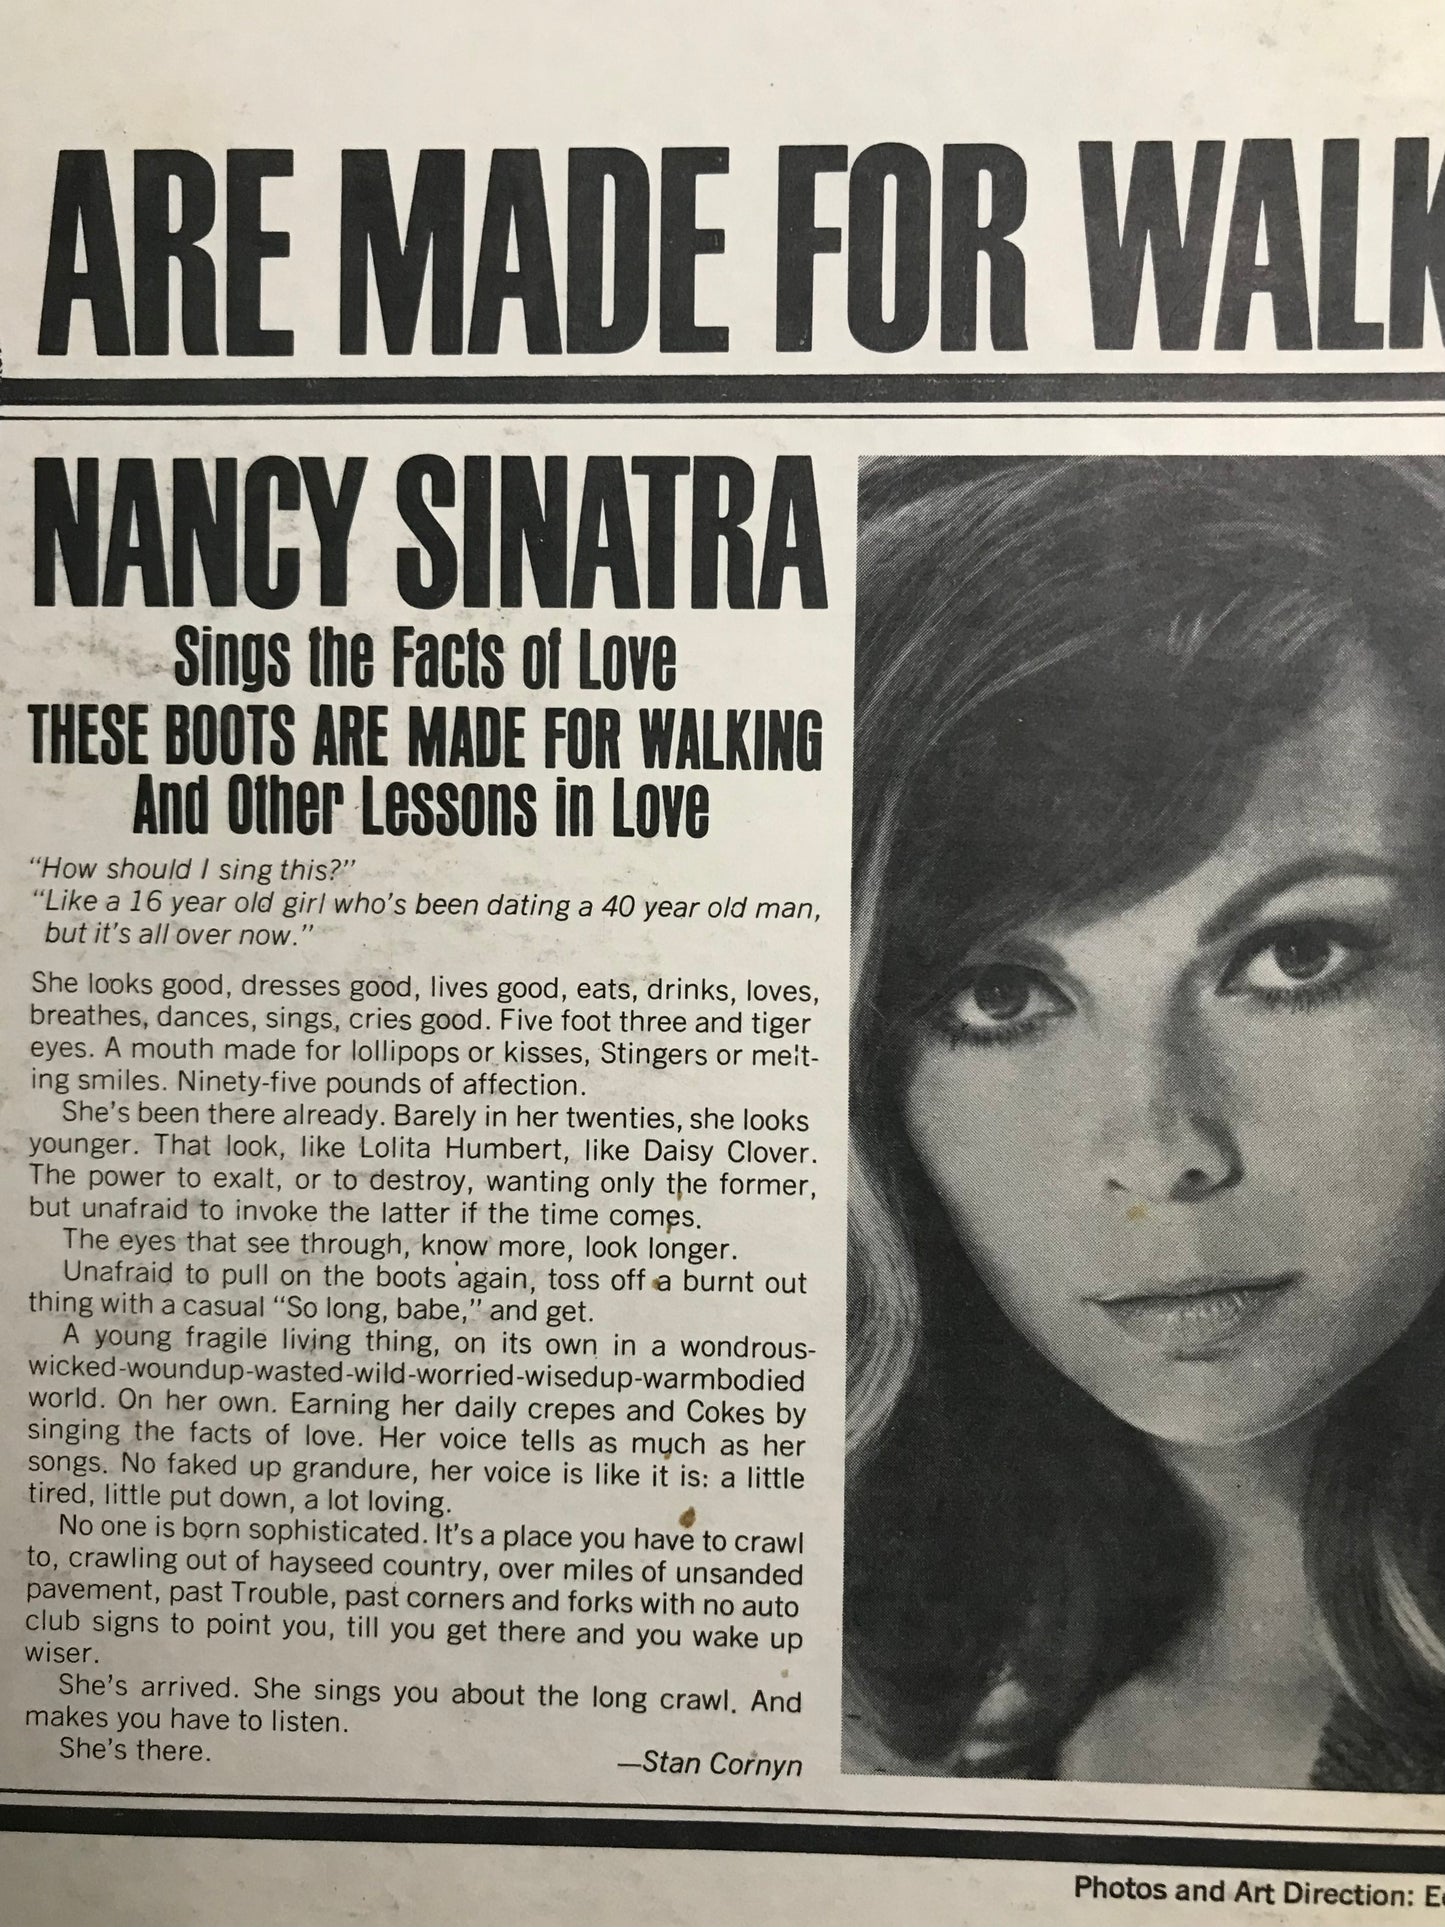 ARE MADE FOR WALK
NANCY SINATRA
Sings the Facts of Love
THESE BOOTS ARE MADE FOR WALKING
And Other Lessons in Love
“How should I sing this?”
“Like a 16 year old girl who’s been dating a 40 year old man,
but it’s all over now.”
She looks good, dresses good, lives good, eats, drinks, loves,
breathes, dances, sings, cries good. Five foot three and tiger
eyes. A mouth made for lollipops or kisses, Stingers or melt-
ing smiles. Ninety-five pounds of affection.
She’s been there already. Barely in her twenties, she looks
younger. That look, like Lolita Humbert, like Daisy Clover.
The power to exalt, or to destroy, wanting only the former,
but unafraid to invoke the latter if the time comes.
The eyes that see through, know more, look longer.
Unafraid to pull on the boots again, toss off a burnt out
thing with a casual “So long, babe,” and get.
A young fragile living thing, on its own in a wondrous-
wicked-woundup-wasted-wild-worried-wisedup-warmbodied
world. On her own. Earning her daily crepes and Cokes by
singing the facts of love. Her voice tells as much as her
songs. No faked up grandure, her voice is like it is: a little
tired, little put down, a lot loving.
No one is born sophisticated. It’s a place you have to crawl
to, crawling out of hayseed country, over miles of unsanded
pavement, past Trouble, past corners and forks with no auto
club signs to point you, till you get there and you wake up
wiser.
She’s arrived. She sings you about the long crawl. And
makes you have to listen.
She’s there.
—Stan Cornyn
Photos and Art Direction: E